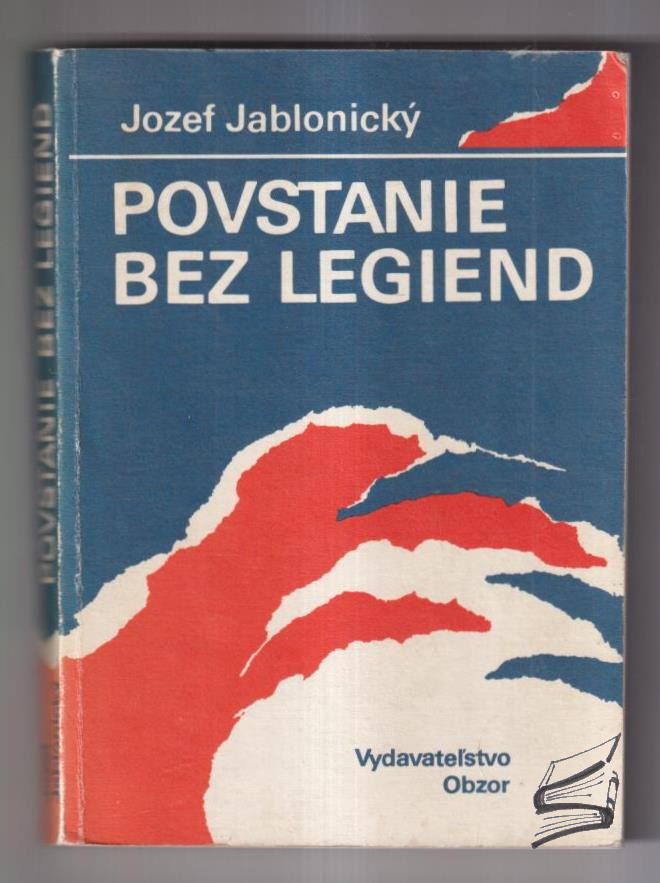 Jozef Jablonický
POVSTANIE
BEZ LEGIEND
Vydavateľstvo
Obzor
POVSTANIE BEZ LEGIEND